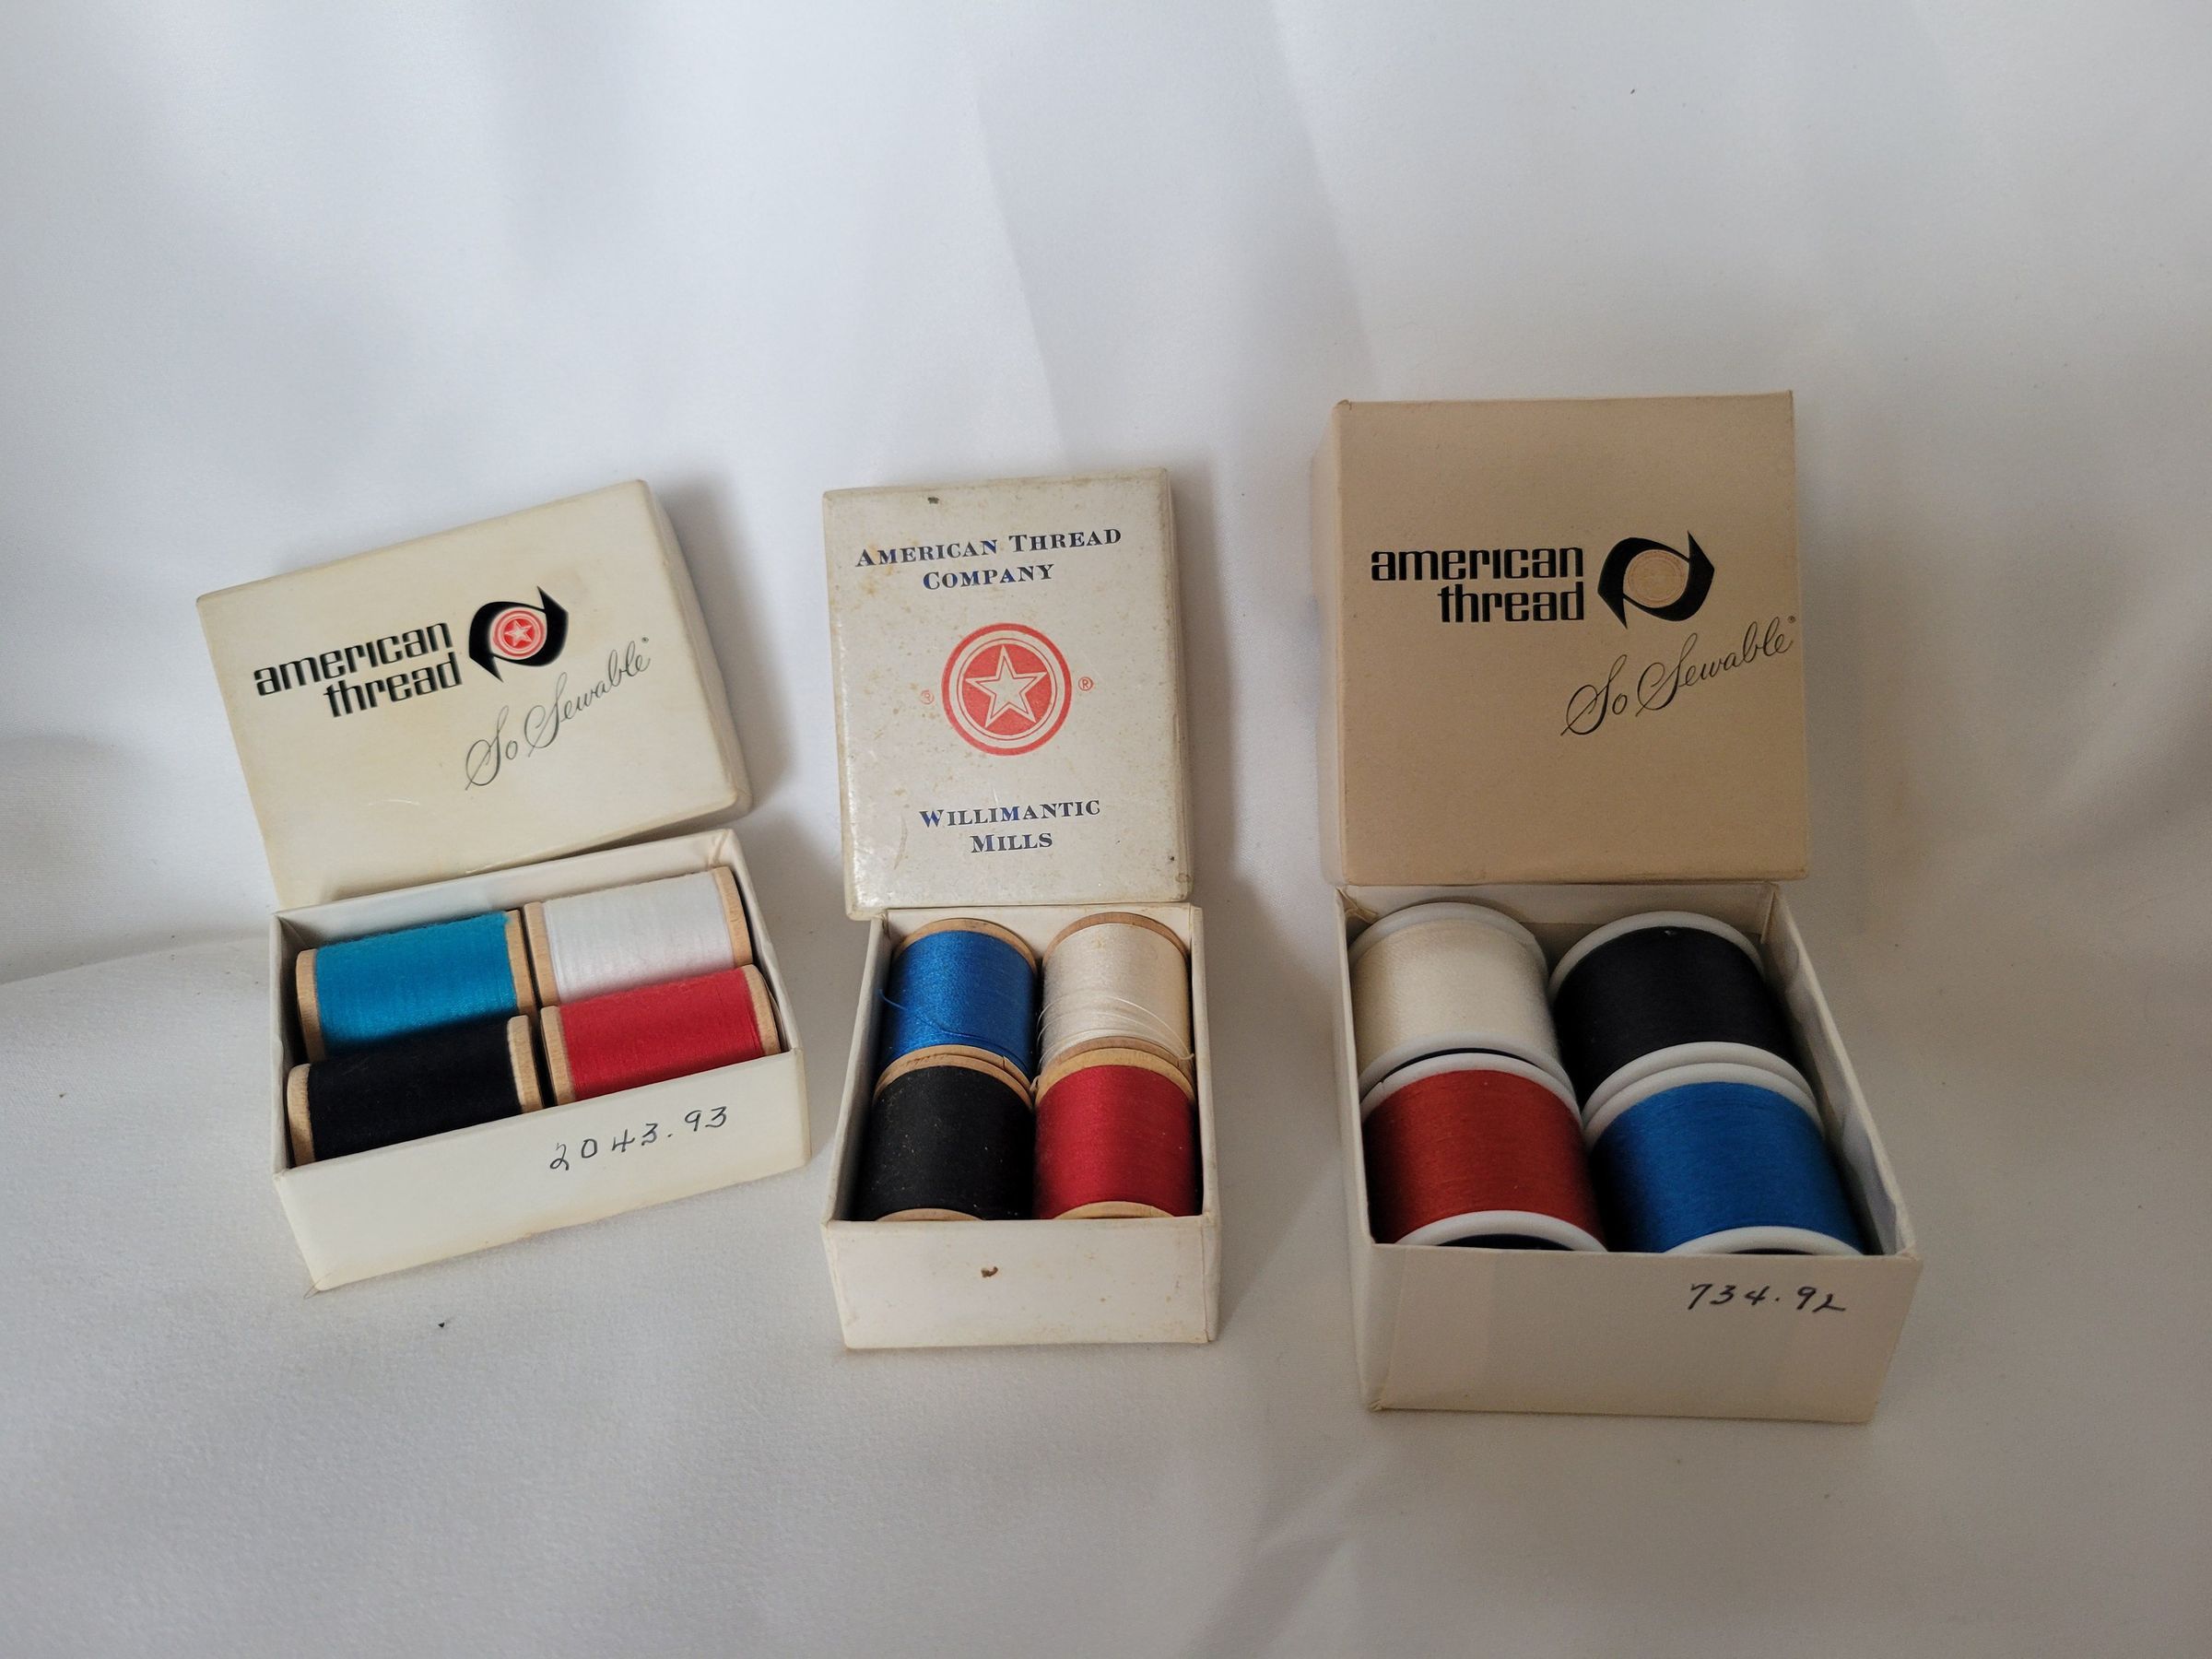 american
thread
So Sewable
2043.93
AMERICAN THREAD
COMPANY
® ®
WILLIMANTIC
MILLS
american
thread
So Sewable
734.92